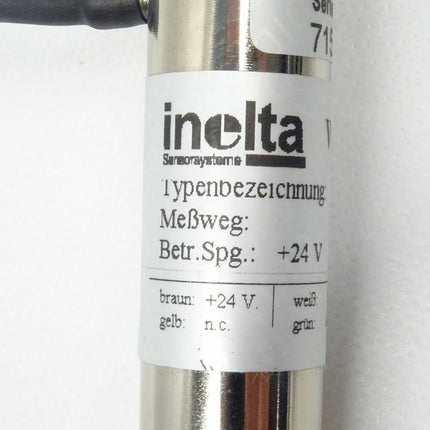 715
inelta
Sensorsysteme
Typenbezeichnung:
Meßweg:
Betr.Spg.: +24 V
braun: +24 V. weiß:
gelb: n.c. grün: